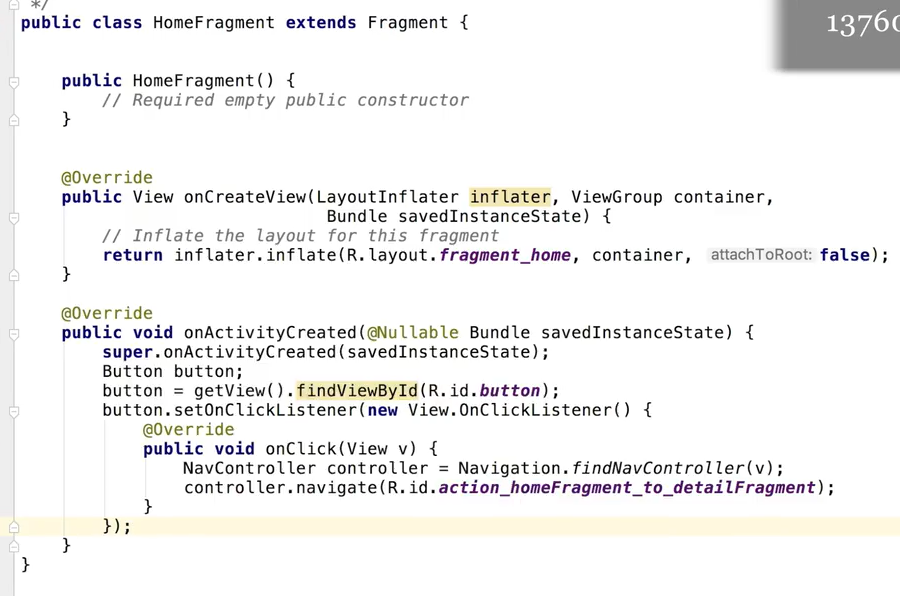 */
public class HomeFragment extends Fragment {
13760
public HomeFragment() {
// Required empty public constructor
}
@Override
public View onCreateView(LayoutInflater inflater, ViewGroup container,
Bundle savedInstanceState) {
// Inflate the layout for this fragment
return inflater.inflate(R.layout.fragment_home, container, attachToRoot: false);
}
@Override
public void onActivityCreated(@Nullable Bundle savedInstanceState) {
super.onActivityCreated(savedInstanceState);
Button button;
button = getView().findViewById(R.id.button);
button.setOnClickListener(new View.OnClickListener() {
@Override
public void onClick(View v) {
NavController controller = Navigation.findNavController(v);
controller.navigate(R.id.action_homeFragment_to_detailFragment);
}
});
}
}